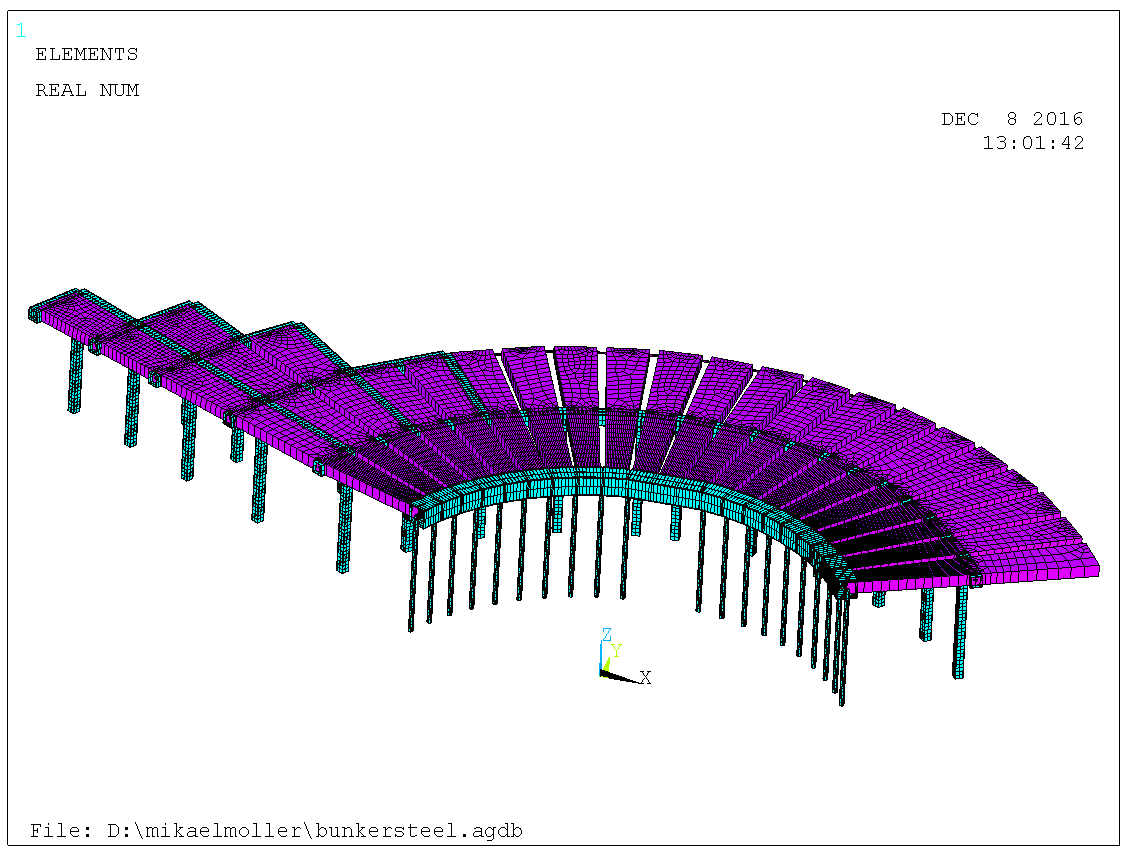 1
ELEMENTS
REAL NUM
DEC 8 2016
13:01:42
Z
Y
X
File: D:\mikaelmoller\bunkersteel.agdb